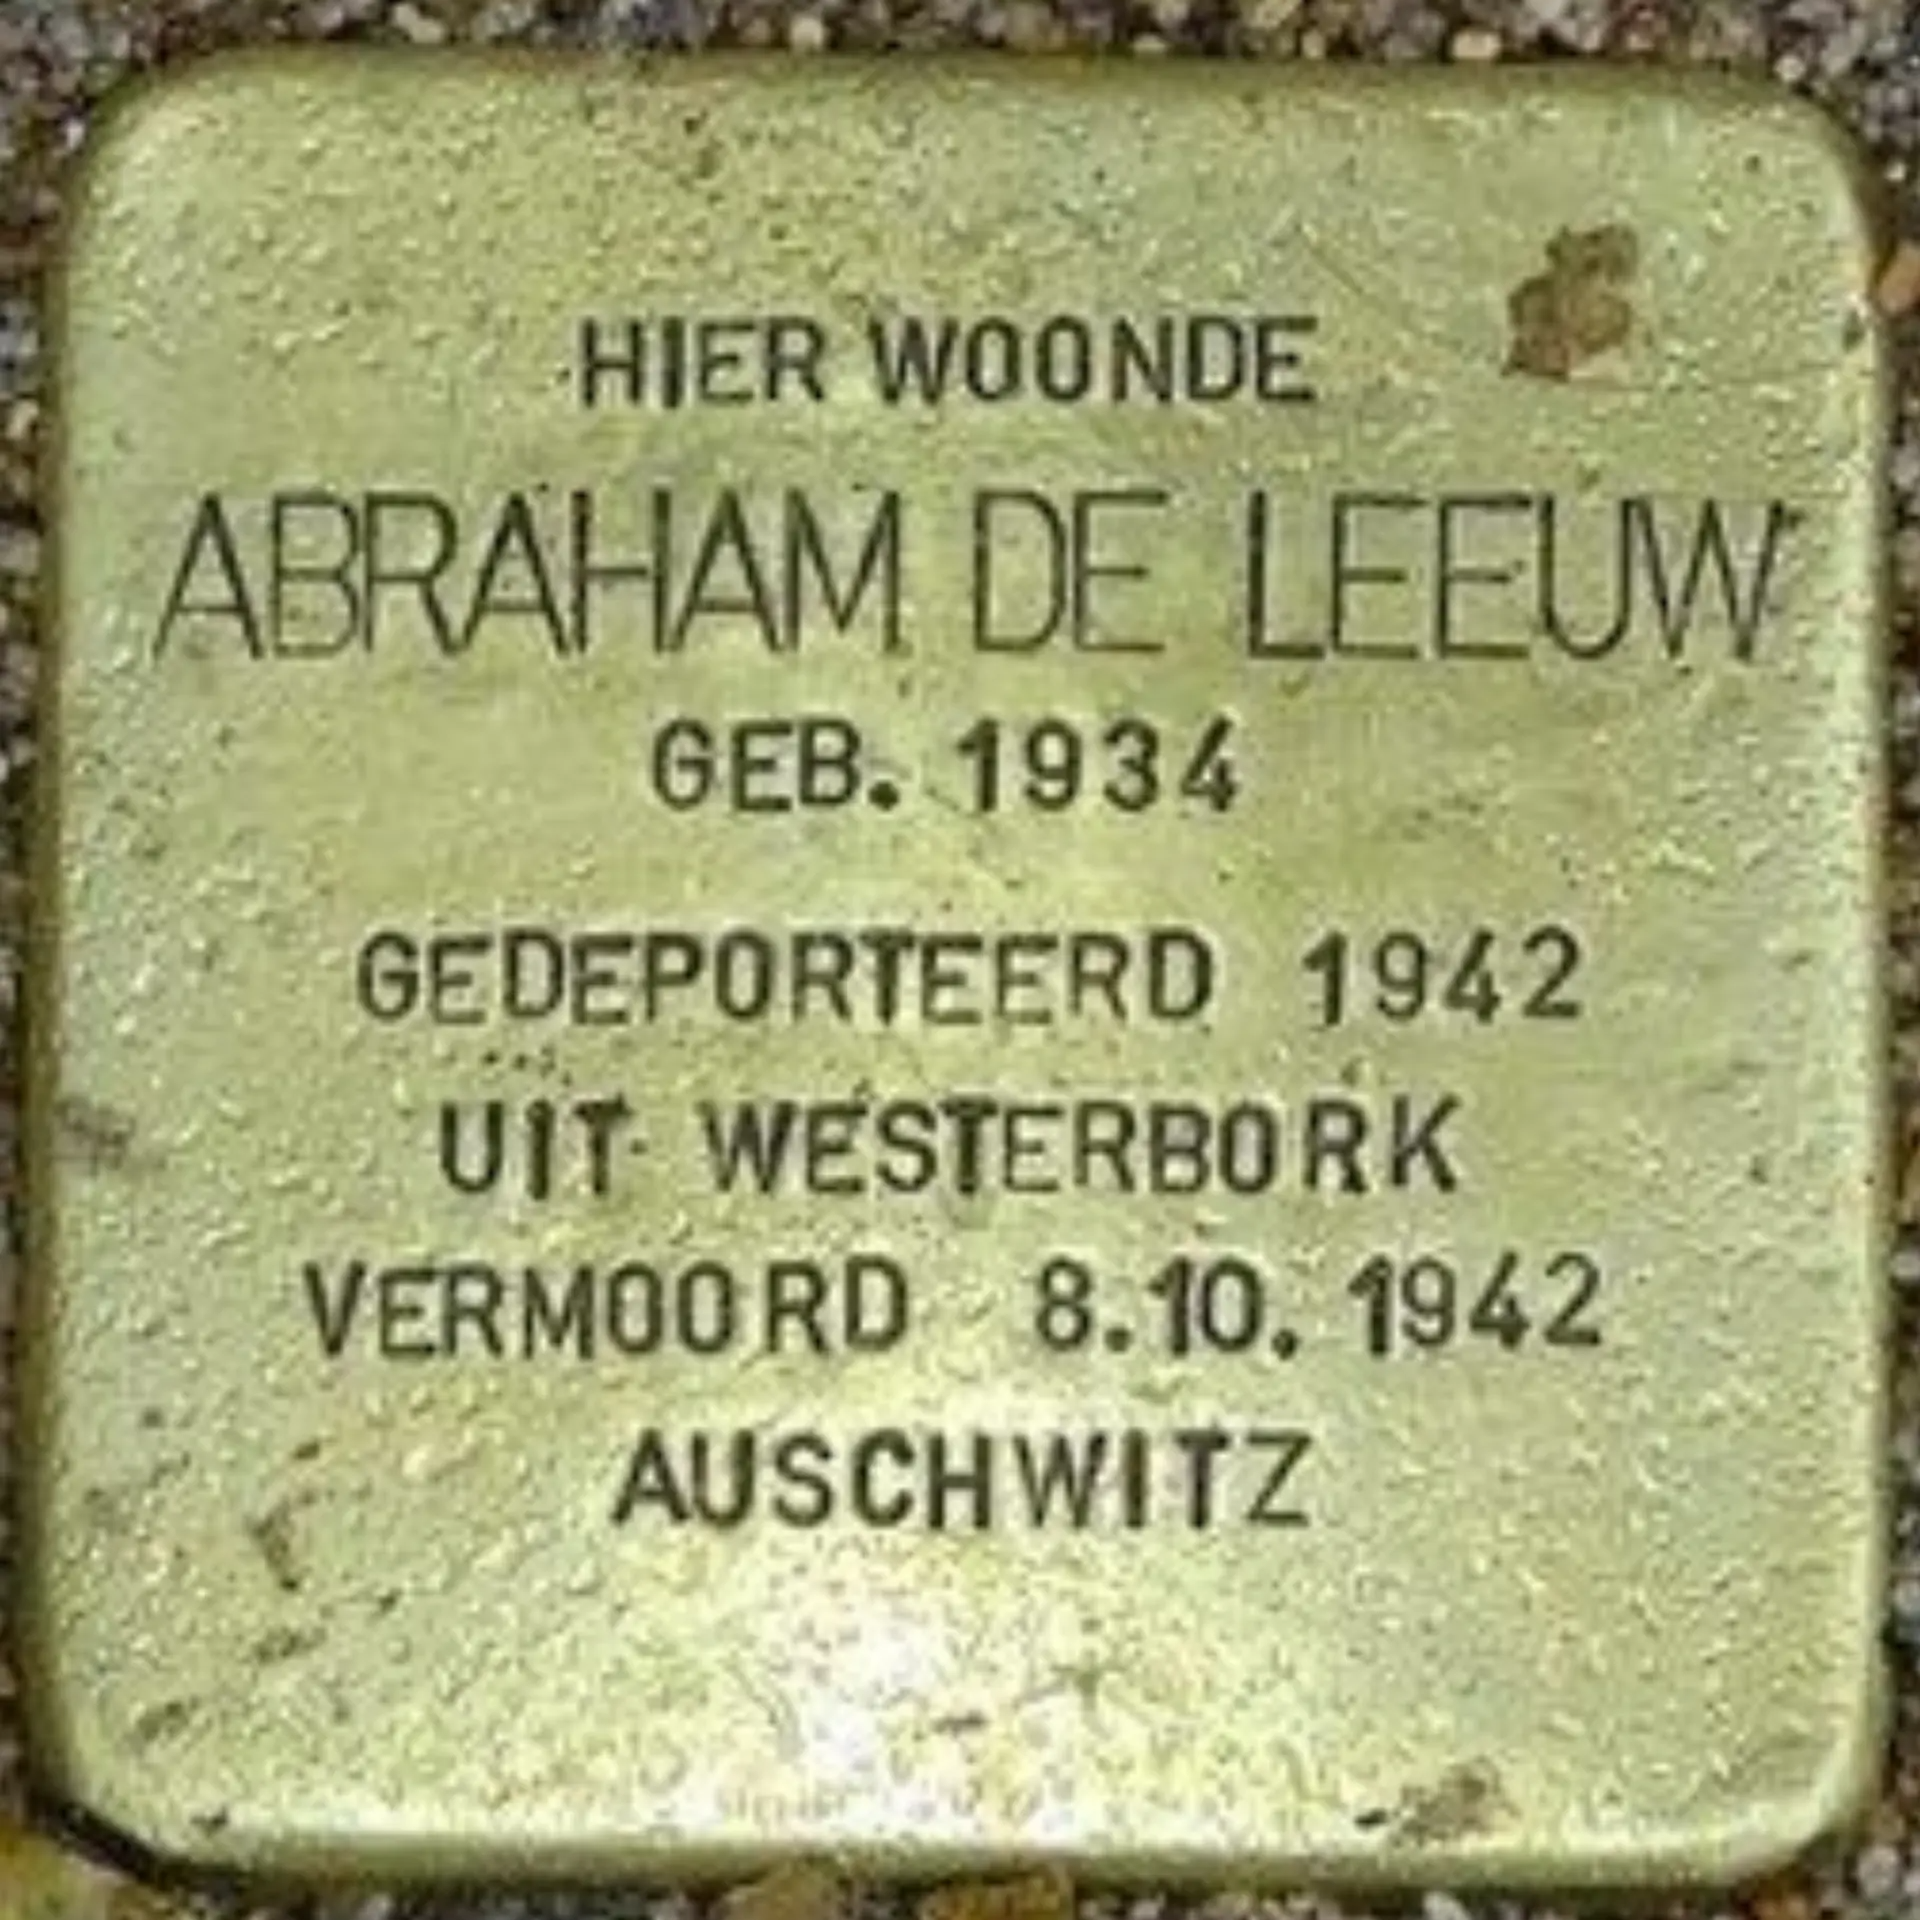 HIER WOONDE
ABRAHAM DE LEEUW
GEB. 1934
GEDEPORTEERD 1942
UIT WESTERBORK
VERMOORD 8.10.1942
AUSCHWITZ